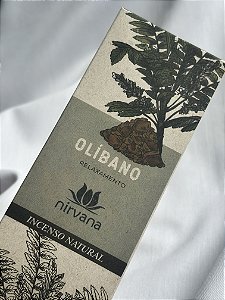 OLÍBANO
RELAXAMENTO
nirvana
INCENSO NATURAL